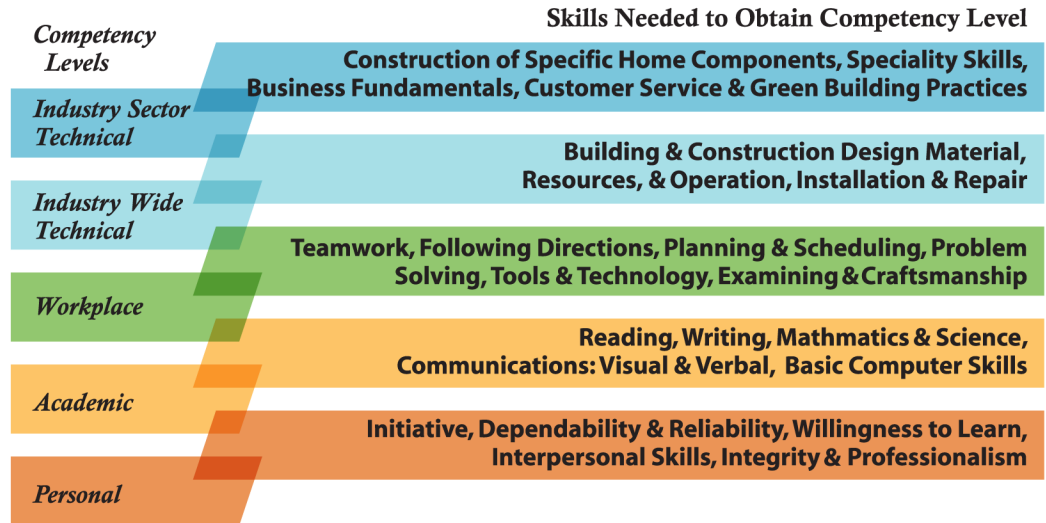 Skills Needed to Obtain Competency Level
Competency
Levels
Construction of Specific Home Components, Speciality Skills,
Business Fundamentals, Customer Service & Green Building Practices
Industry Sector
Technical
Building & Construction Design Material,
Resources, & Operation, Installation & Repair
Industry Wide
Technical
Teamwork, Following Directions, Planning & Scheduling, Problem
Solving, Tools & Technology, Examining & Craftsmanship
Workplace
Reading, Writing, Mathmatics & Science,
Communications: Visual & Verbal, Basic Computer Skills
Academic
Initiative, Dependability & Reliability, Willingness to Learn,
Interpersonal Skills, Integrity & Professionalism
Personal